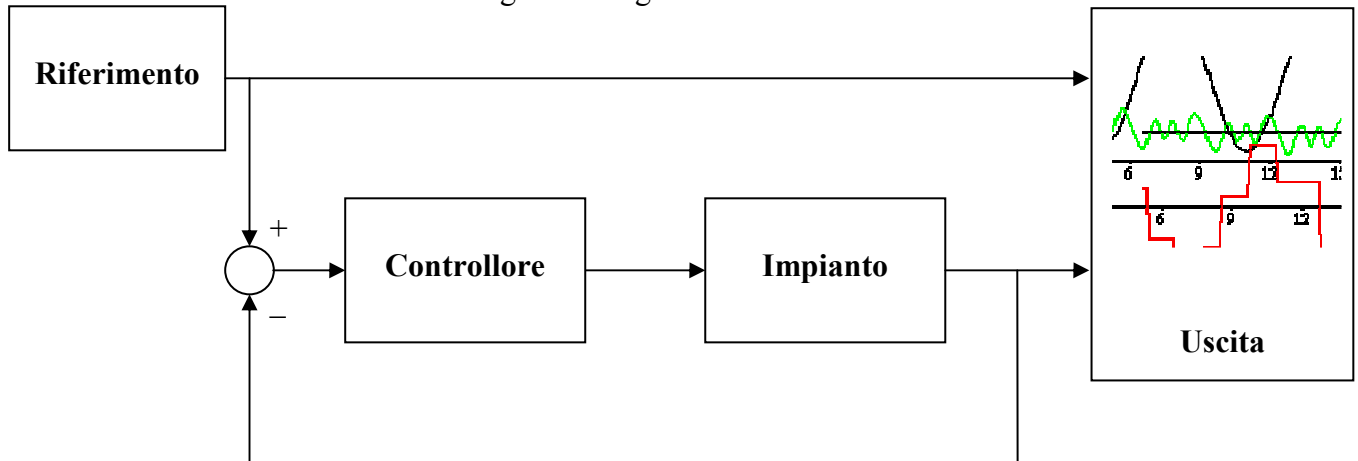 Riferimento
+
−
Controllore
Impianto
6
9
12
6
9
12
Uscita